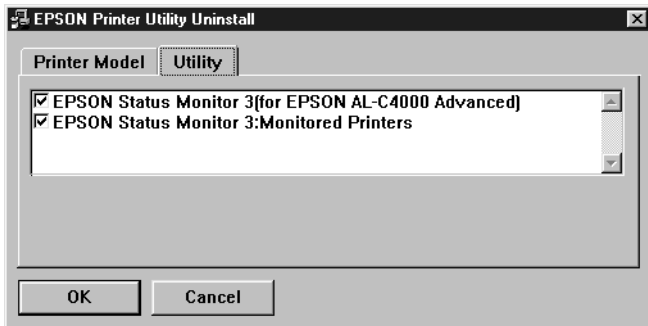 EPSON Printer Utility Uninstall
Printer Model Utility
EPSON Status Monitor 3(for EPSON AL-C4000 Advanced)
EPSON Status Monitor 3:Monitored Printers
OK Cancel